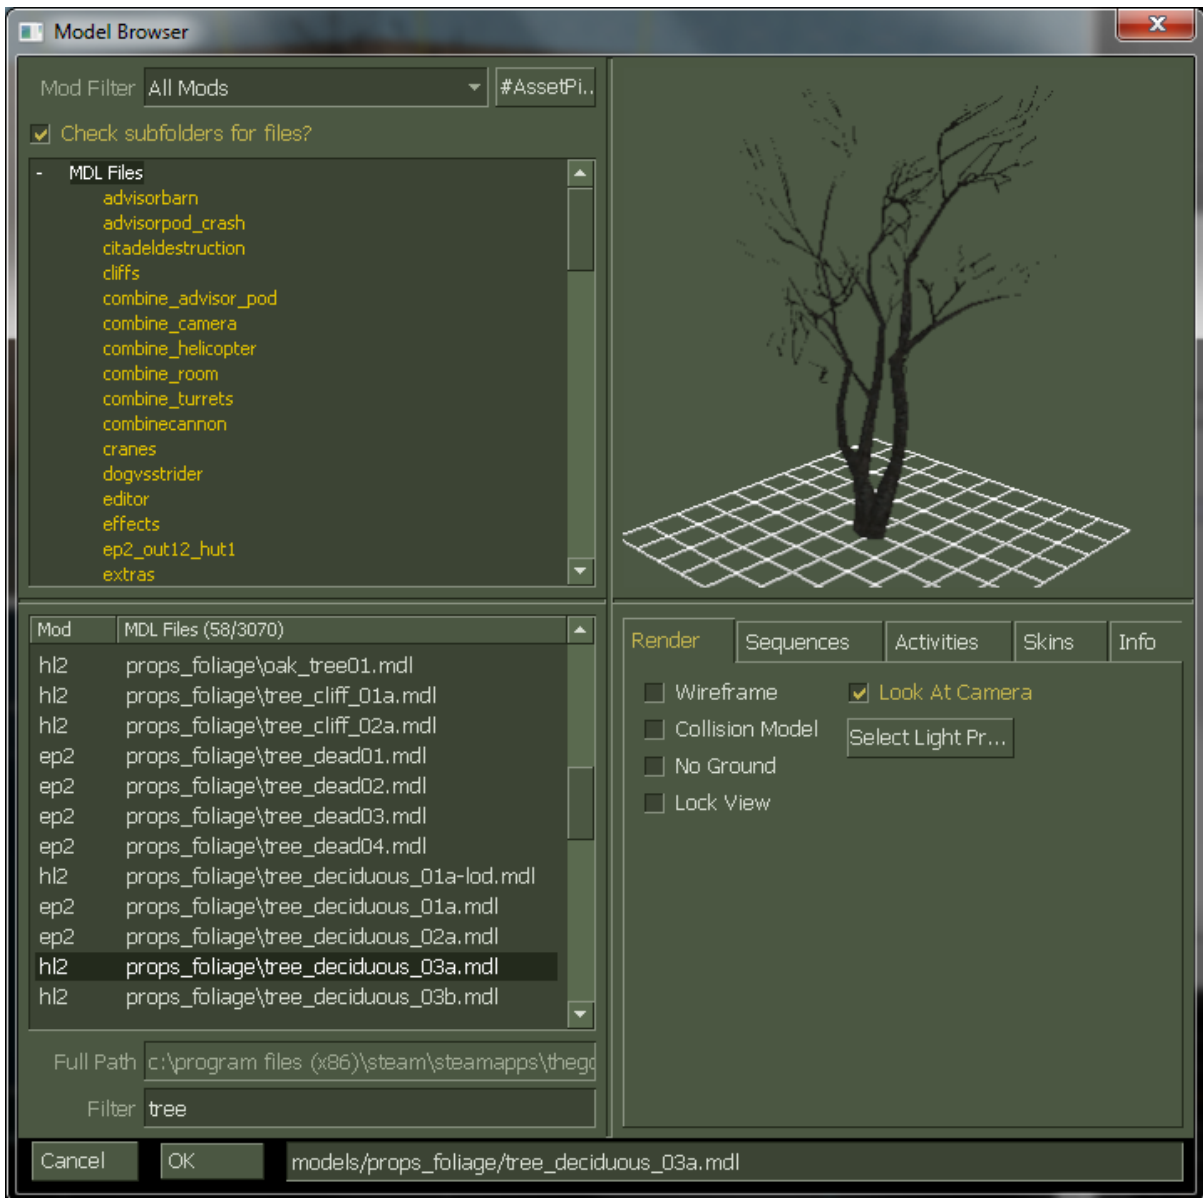 Model Browser
Mod Filter All Mods #AssetPi..
Check subfolders for files?
- MDL Files
advisorbarn
advisorpod_crash
citadeldestruction
cliffs
combine_advisor_pod
combine_camera
combine_helicopter
combine_room
combine_turrets
combinecannon
cranes
dogvsstrider
editor
effects
ep2_out12_hut1
extras
Mod MDL Files (58/3070)
hl2 props_foliage\oak_tree01.mdl
hl2 props_foliage\tree_cliff_01a.mdl
hl2 props_foliage\tree_cliff_02a.mdl
ep2 props_foliage\tree_dead01.mdl
ep2 props_foliage\tree_dead02.mdl
ep2 props_foliage\tree_dead03.mdl
ep2 props_foliage\tree_dead04.mdl
hl2 props_foliage\tree_deciduous_01a-lod.mdl
ep2 props_foliage\tree_deciduous_01a.mdl
ep2 props_foliage\tree_deciduous_02a.mdl
hl2 props_foliage\tree_deciduous_03a.mdl
hl2 props_foliage\tree_deciduous_03b.mdl
Full Path c:\program files (x86)\steam\steamapps\thego
Filter tree
Render Sequences Activities Skins Info
Wireframe Look At Camera
Collision Model Select Light Pr...
No Ground
Lock View
Cancel OK models/props_foliage/tree_deciduous_03a.mdl